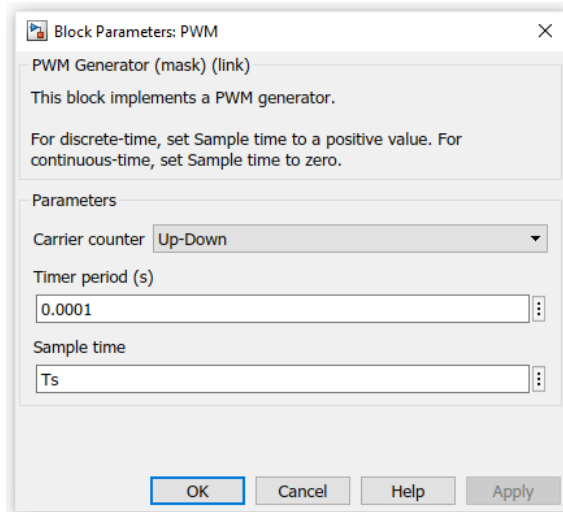 Block Parameters: PWM
PWM Generator (mask) (link)
This block implements a PWM generator.
For discrete-time, set Sample time to a positive value. For
continuous-time, set Sample time to zero.
Parameters
Carrier counter Up-Down
Timer period (s)
0.0001
Sample time
Ts
OK Cancel Help Apply